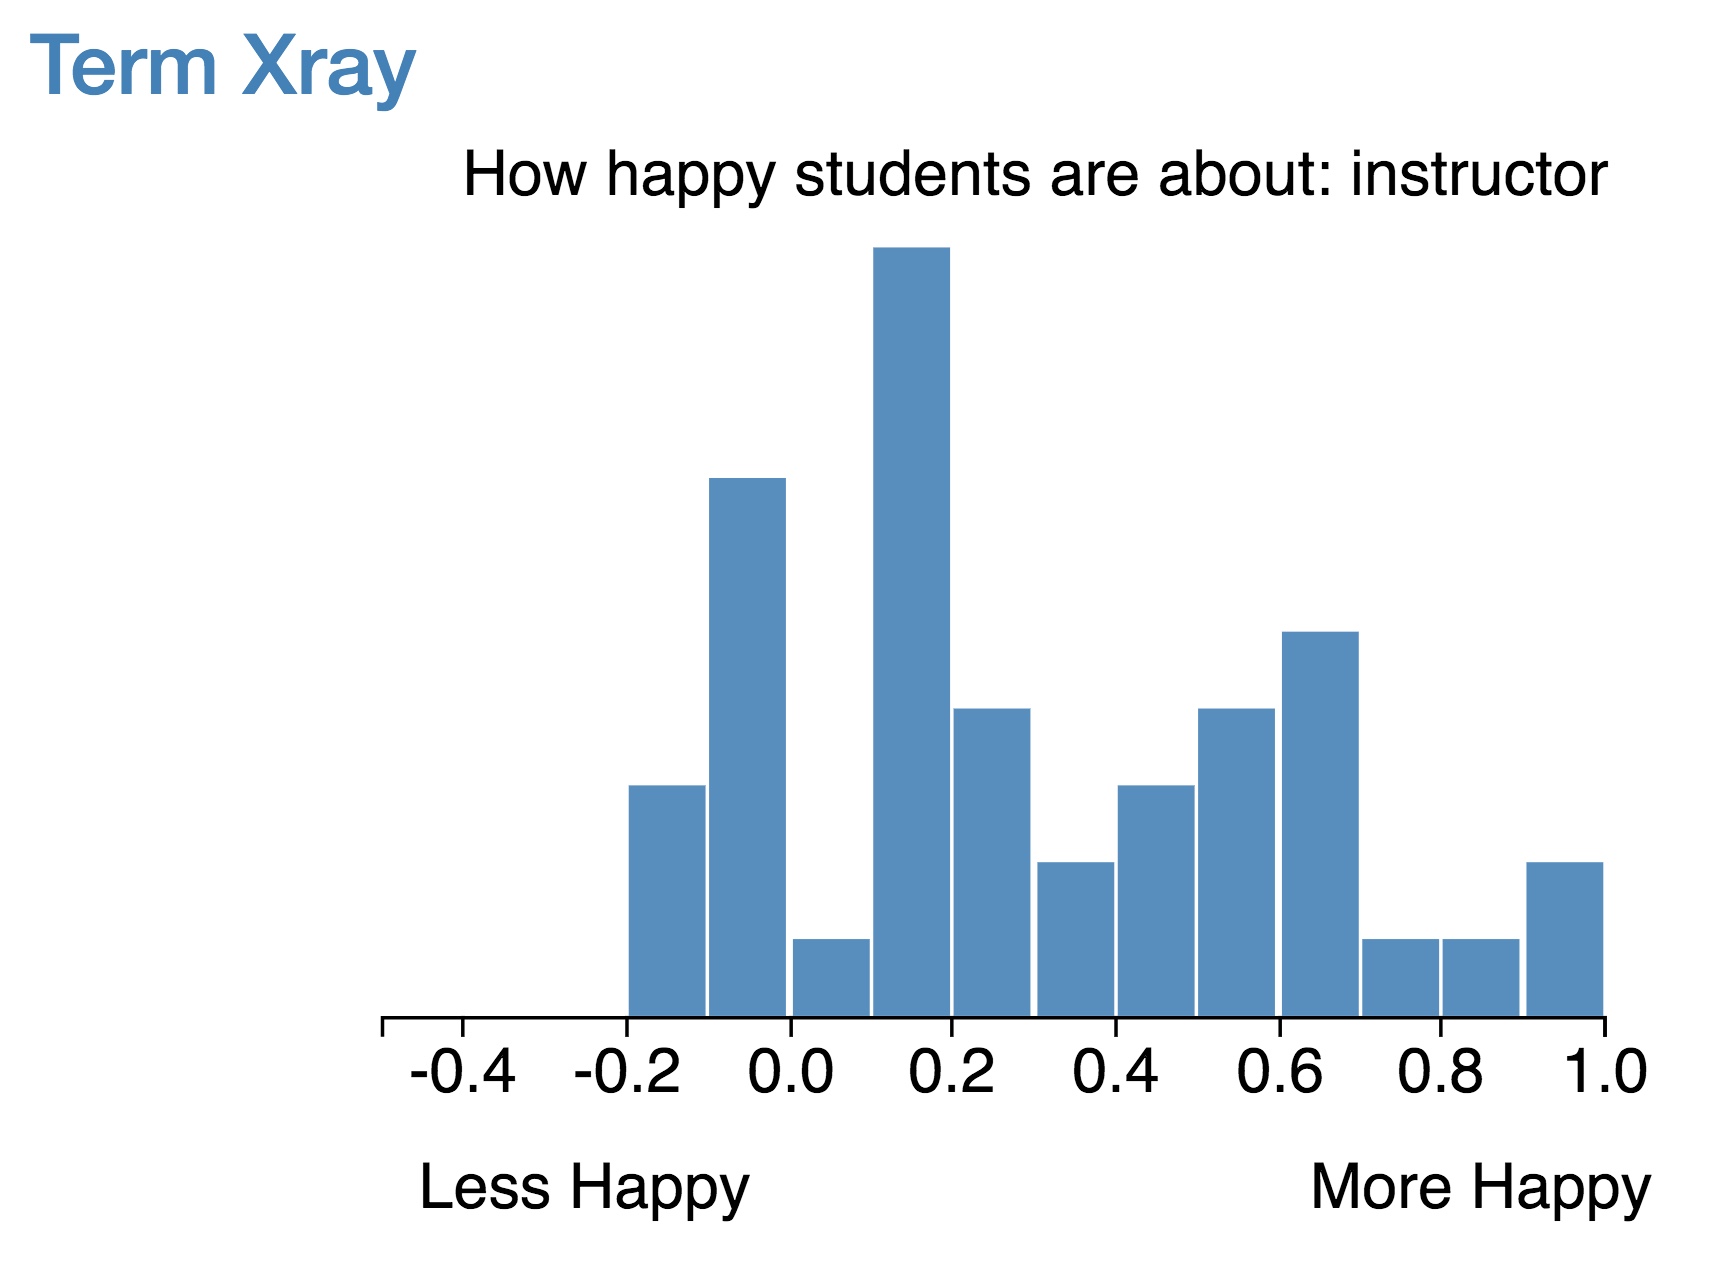 Term Xray
How happy students are about: instructor
-0.4 -0.2 0.0 0.2 0.4 0.6 0.8 1.0
Less Happy More Happy